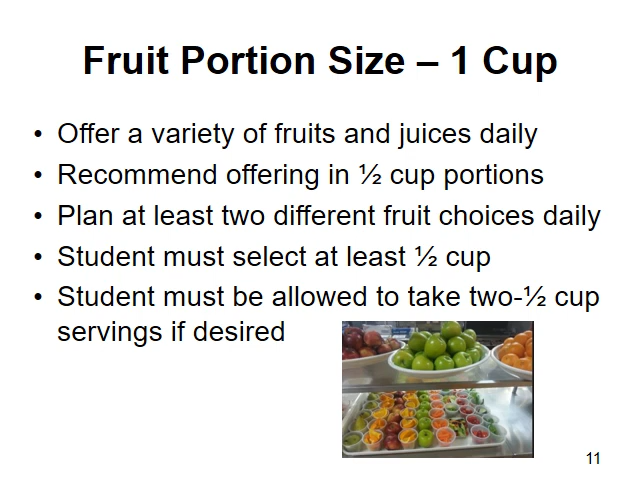 Fruit Portion Size – 1 Cup
• Offer a variety of fruits and juices daily
• Recommend offering in ½ cup portions
• Plan at least two different fruit choices daily
• Student must select at least ½ cup
• Student must be allowed to take two-½ cup
servings if desired
11